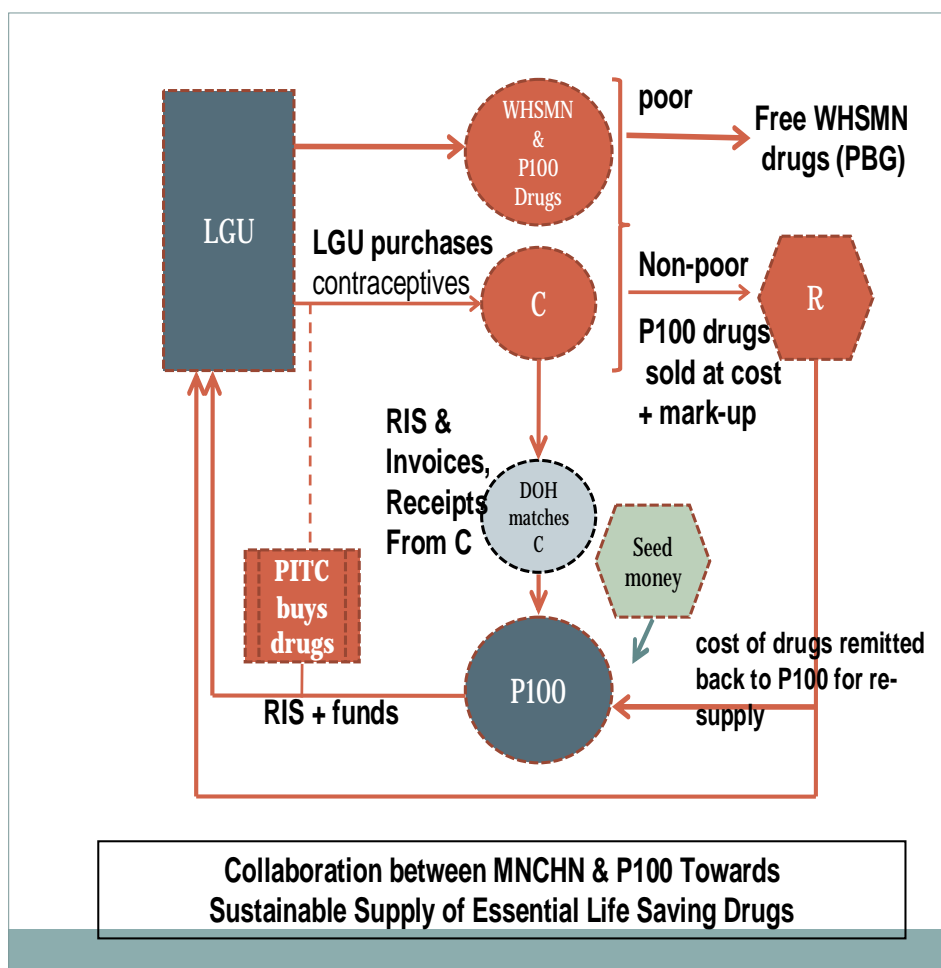 LGU
WHSMN
&
P100
Drugs
poor
Free WHSMN
drugs (PBG)
LGU purchases
contraceptives
C
Non-poor
R
P100 drugs
sold at cost
+ mark-up
RIS &
Invoices,
Receipts
From C
DOH
matches
C
Seed
money
PITC
buys
drugs
P100
cost of drugs remitted
back to P100 for re-
supply
RIS + funds
Collaboration between MNCHN & P100 Towards
Sustainable Supply of Essential Life Saving Drugs